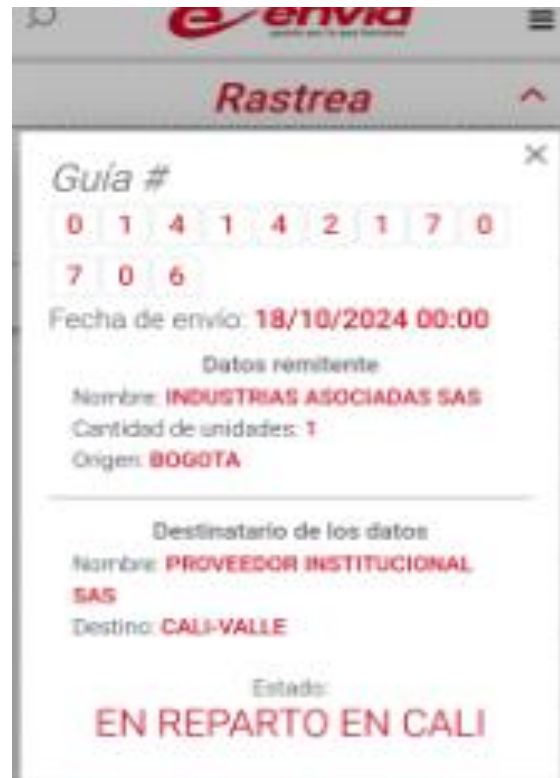 envia
Rastrea
Guía #
0 1 4 1 4 2 1 7 0
7 0 6
Fecha de envío: 18/10/2024 00:00
Datos remitente
Nombre: INDUSTRIAS ASOCIADAS SAS
Cantidad de unidades: 1
Origen: BOGOTA
Destinatario de los datos
Nombre: PROVEEDOR INSTITUCIONAL
SAS
Destino: CALI-VALLE
Estado:
EN REPARTO EN CALI